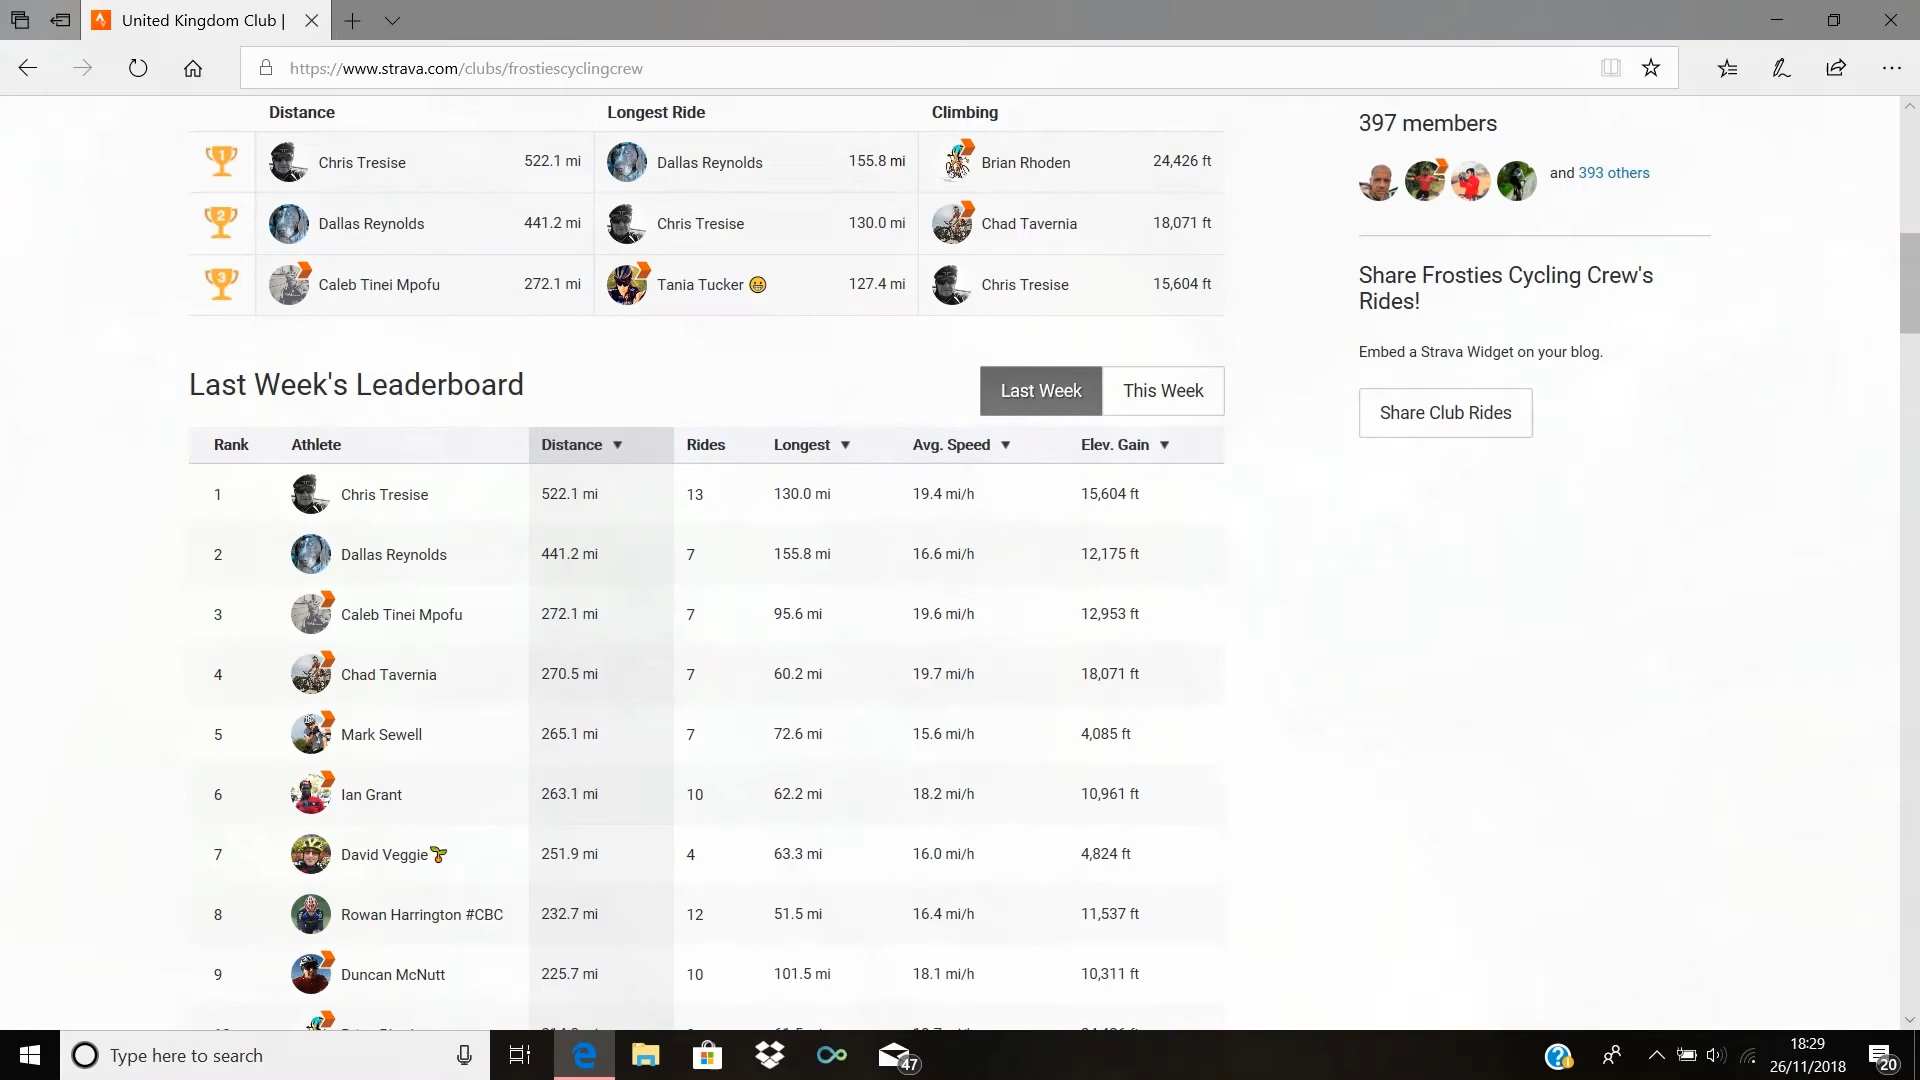 United Kingdom Club |
https://www.strava.com/clubs/frostiescyclingcrew
Distance Longest Ride Climbing
1 Chris Tresise 522.1 mi Dallas Reynolds 155.8 mi Brian Rhoden 24,426 ft
2 Dallas Reynolds 441.2 mi Chris Tresise 130.0 mi Chad Tavernia 18,071 ft
3 Caleb Tinei Mpofu 272.1 mi Tania Tucker 😀 127.4 mi Chris Tresise 15,604 ft
397 members
and 393 others
Share Frosties Cycling Crew's
Rides!
Embed a Strava Widget on your blog.
Share Club Rides
Last Week's Leaderboard Last Week This Week
Rank Athlete Distance ▼ Rides Longest ▼ Avg. Speed ▼ Elev. Gain ▼
1 Chris Tresise 522.1 mi 13 130.0 mi 19.4 mi/h 15,604 ft
2 Dallas Reynolds 441.2 mi 7 155.8 mi 16.6 mi/h 12,175 ft
3 Caleb Tinei Mpofu 272.1 mi 7 95.6 mi 19.6 mi/h 12,953 ft
4 Chad Tavernia 270.5 mi 7 60.2 mi 19.7 mi/h 18,071 ft
5 Mark Sewell 265.1 mi 7 72.6 mi 15.6 mi/h 4,085 ft
6 Ian Grant 263.1 mi 10 62.2 mi 18.2 mi/h 10,961 ft
7 David Veggie🌱 251.9 mi 4 63.3 mi 16.0 mi/h 4,824 ft
8 Rowan Harrington #CBC 232.7 mi 12 51.5 mi 16.4 mi/h 11,537 ft
9 Duncan McNutt 225.7 mi 10 101.5 mi 18.1 mi/h 10,311 ft
Type here to search
47
18:29
26/11/2018
20